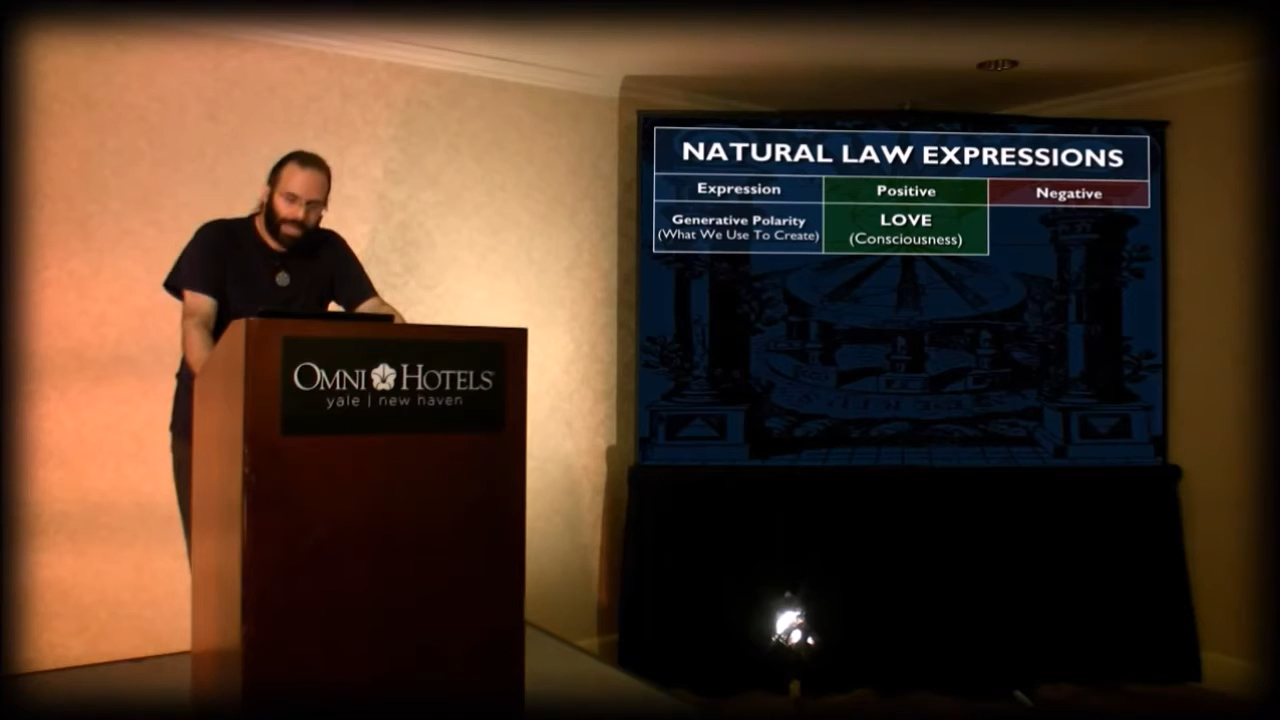 NATURAL LAW EXPRESSIONS
Expression Positive Negative
Generative Polarity LOVE
(What We Use To Create) (Consciousness)
OMNI HOTELS
yale | new haven